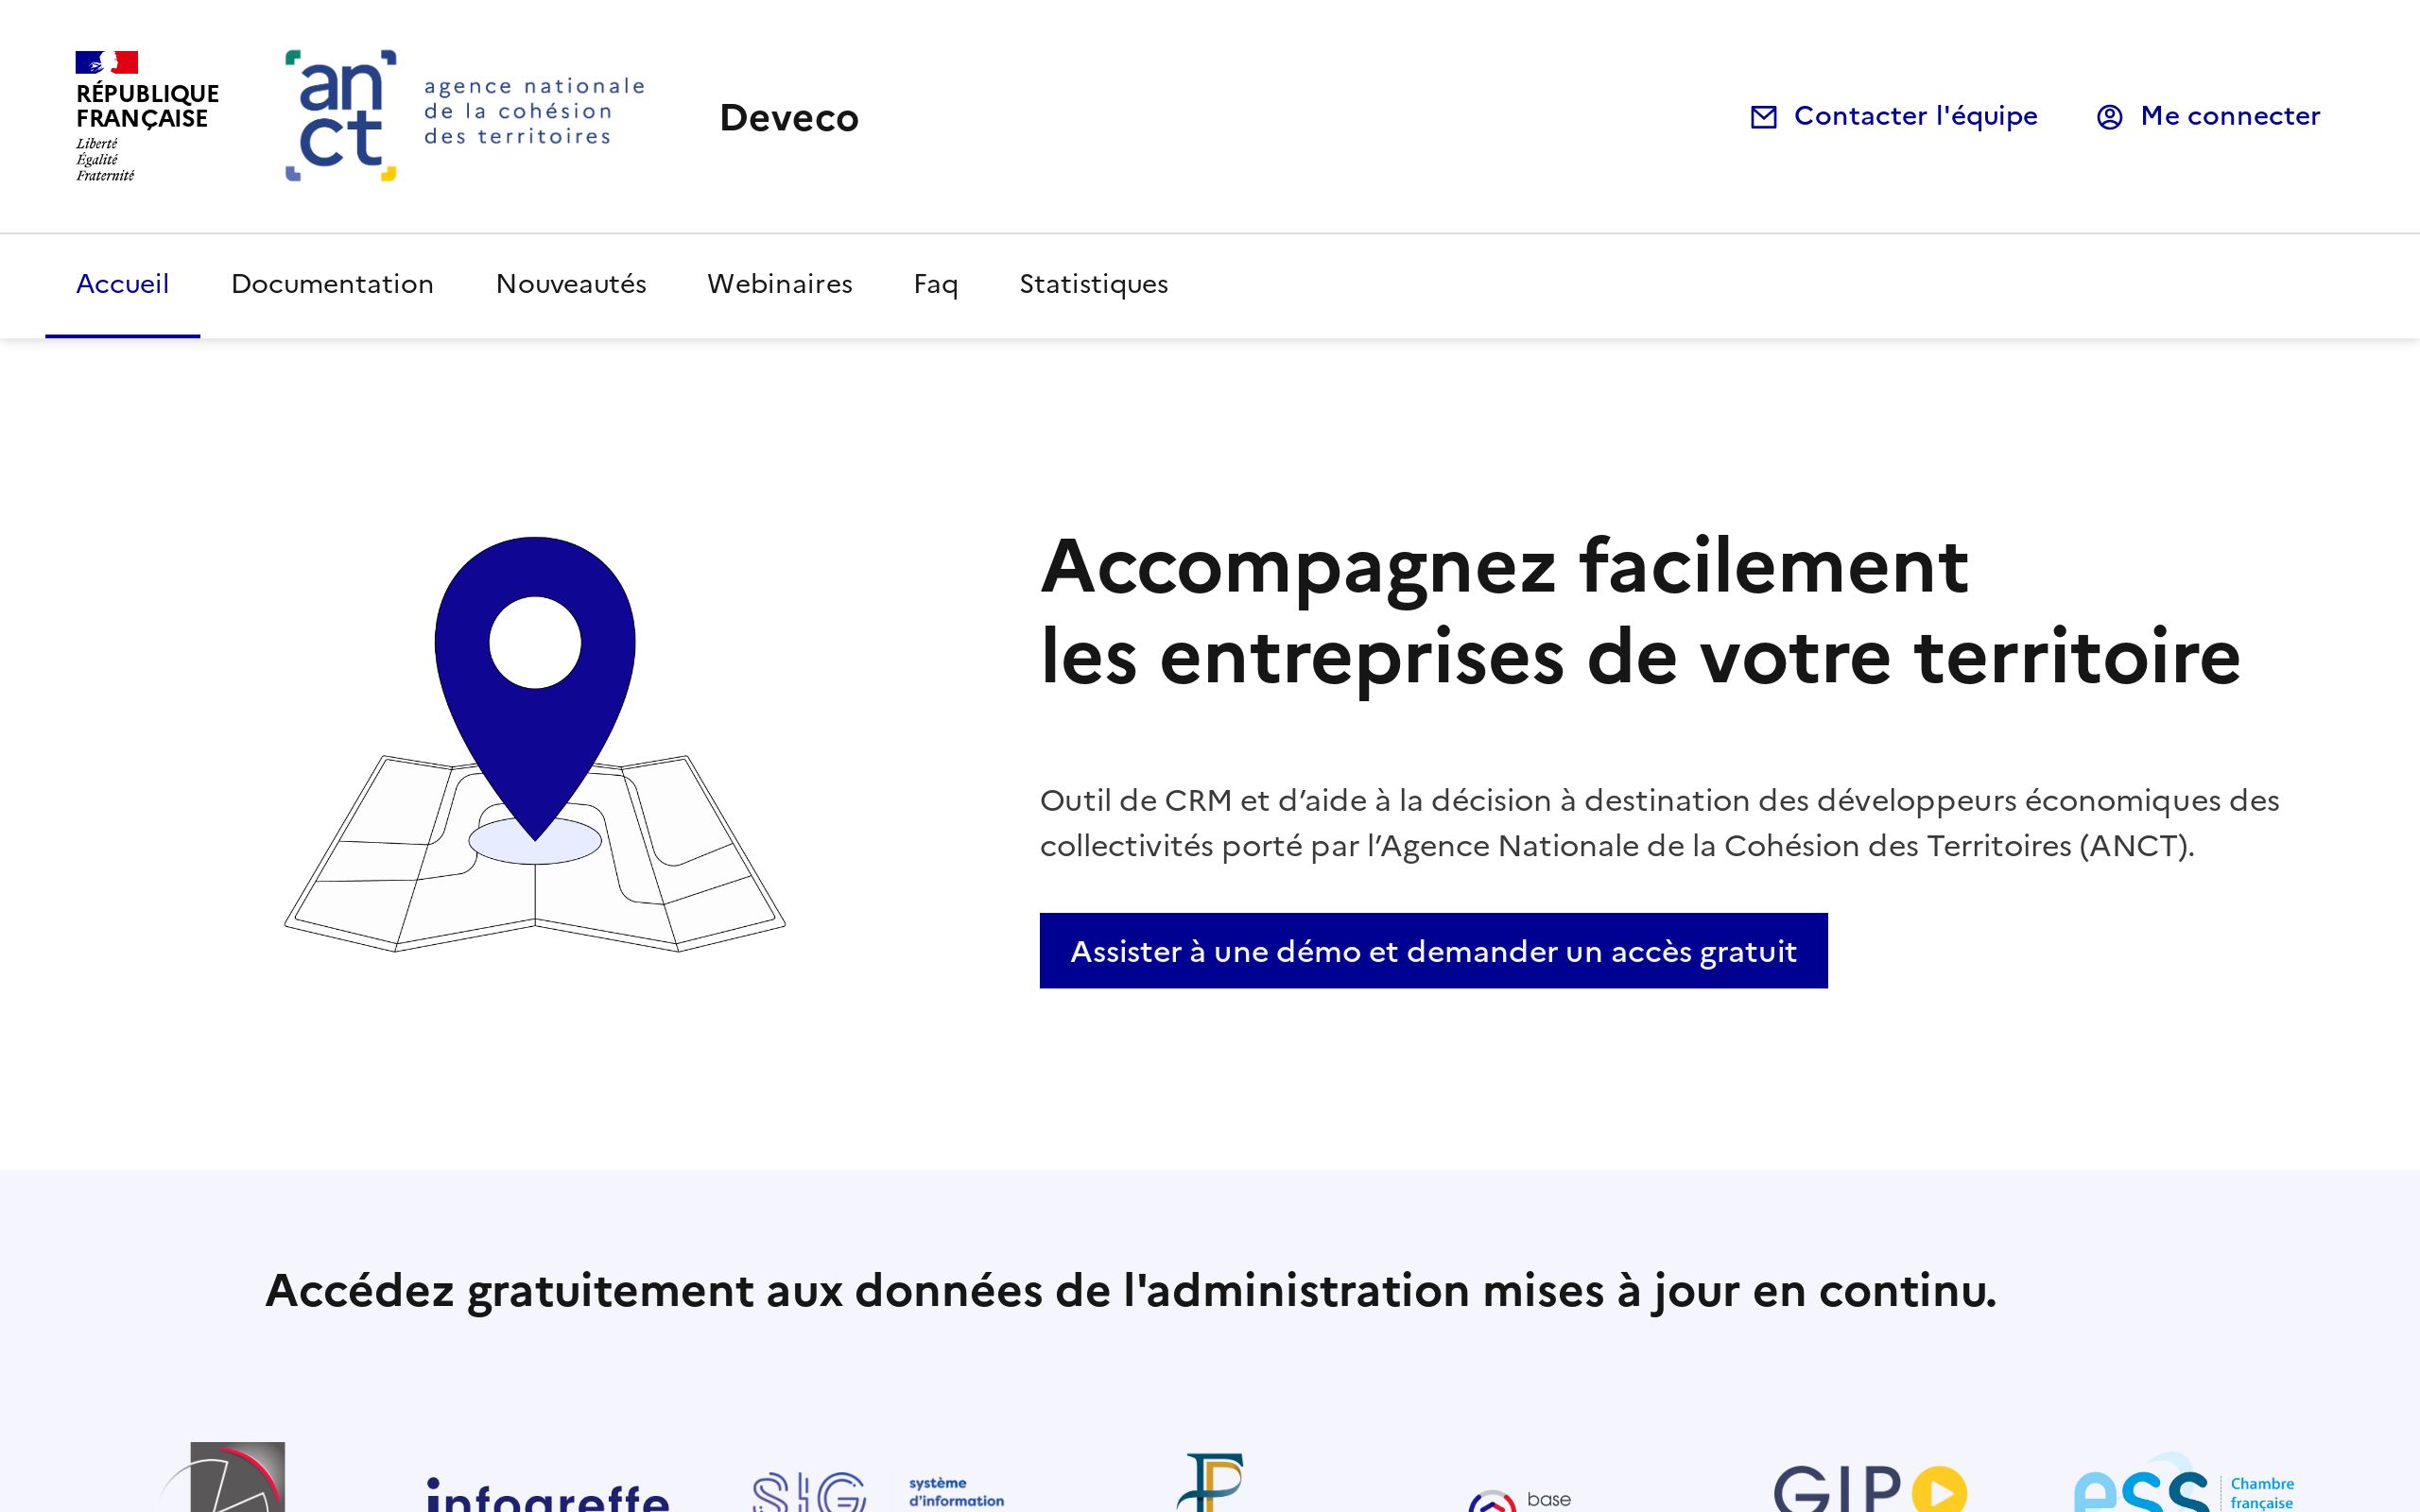 RÉPUBLIQUE
FRANÇAISE
Liberté
Égalité
Fraternité
anct
agence nationale
de la cohésion
des territoires
Deveco
Contacter l'équipe
Me connecter
Accueil
Documentation
Nouveautés
Webinaires
Faq
Statistiques
Accompagnez facilement
les entreprises de votre territoire
Outil de CRM et d’aide à la décision à destination des développeurs économiques des
collectivités porté par l’Agence Nationale de la Cohésion des Territoires (ANCT).
Assister à une démo et demander un accès gratuit
Accédez gratuitement aux données de l'administration mises à jour en continu.
infogreffe
SIG
système
d'information
FP
base
GIP
ess
Chambre
française